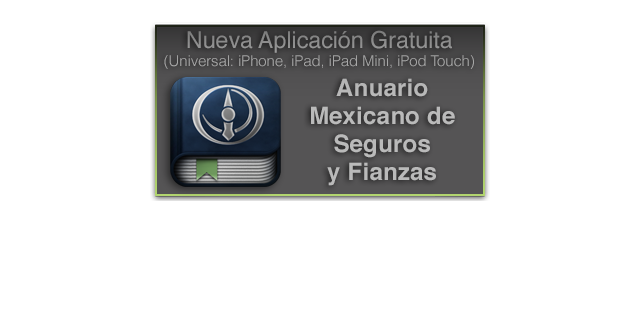 Nueva Aplicación Gratuita
(Universal: iPhone, iPad, iPad Mini, iPod Touch)
Anuario
Mexicano de
Seguros
y Fianzas